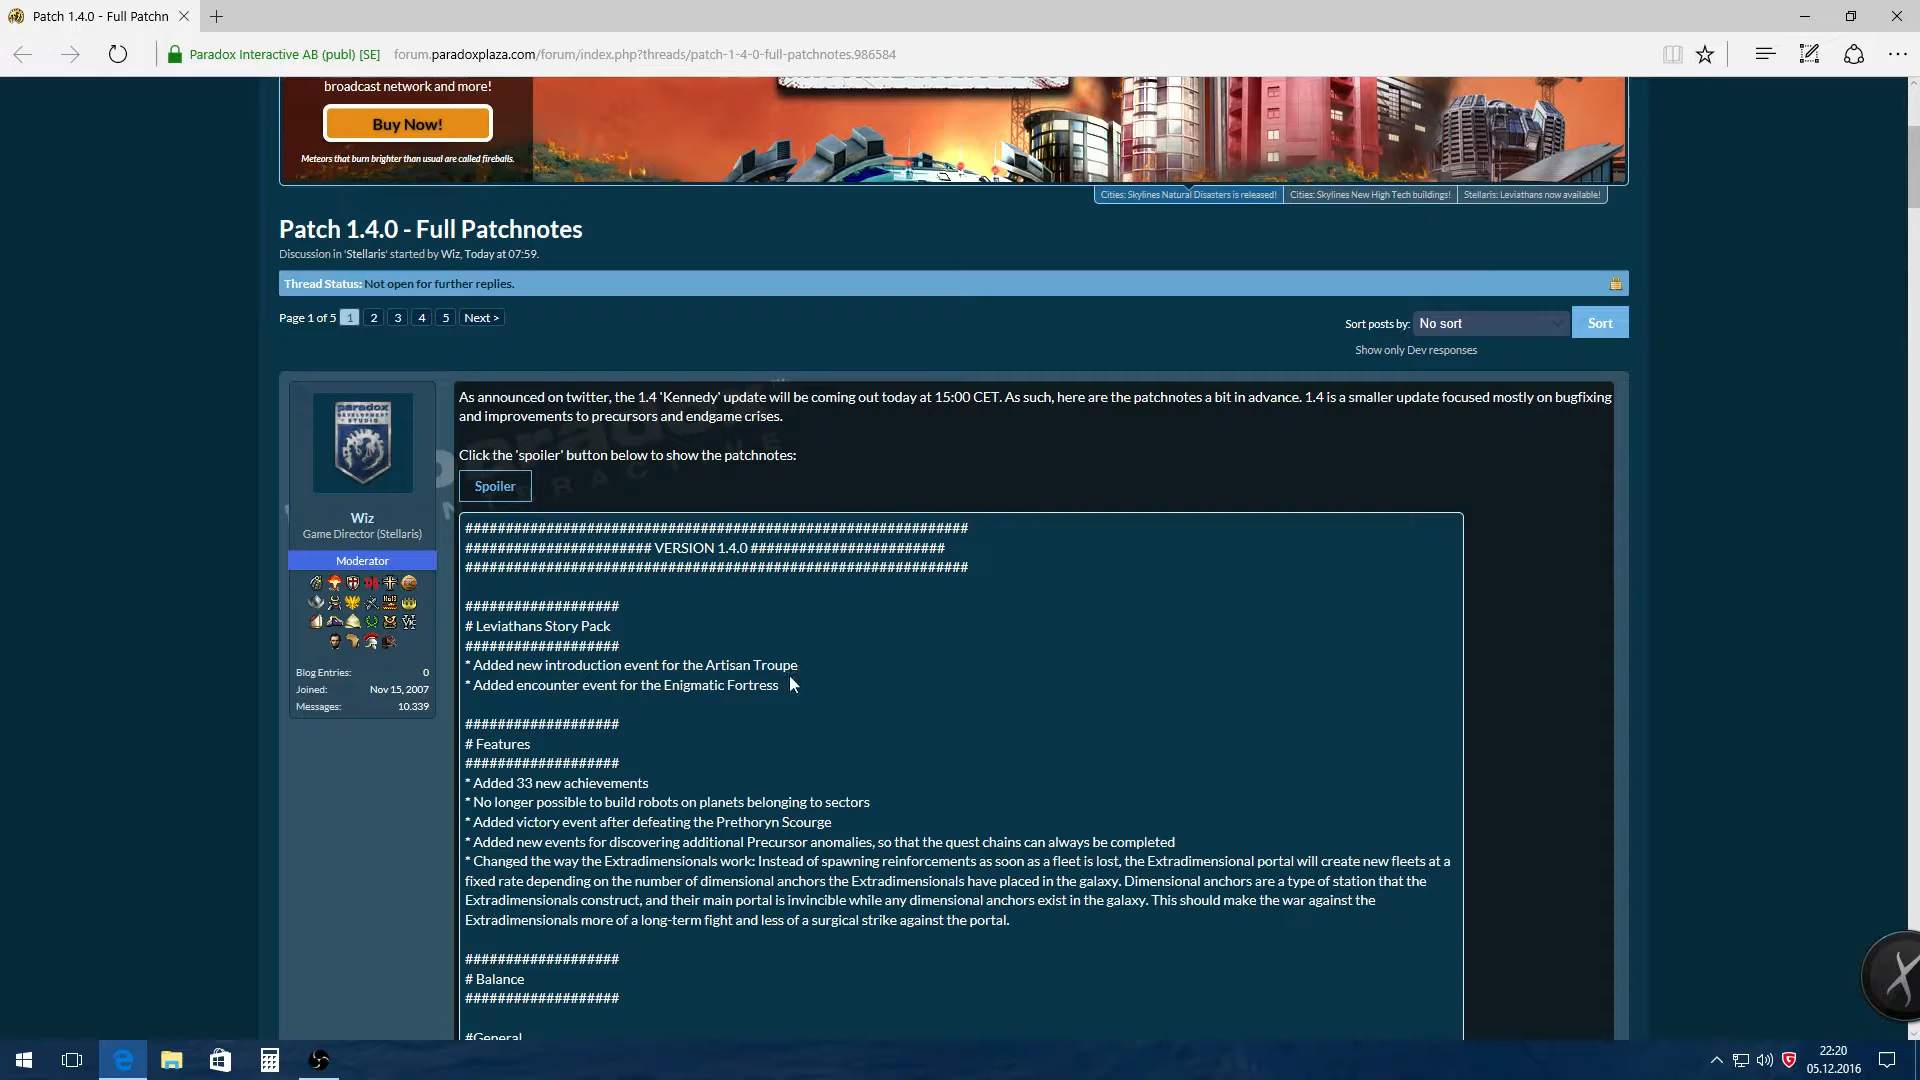 Patch 1.4.0 - Full Patchn
Paradox Interactive AB (publ) [SE]
forum.paradoxplaza.com/forum/index.php?threads/patch-1-4-0-full-patchnotes.986584
broadcast network and more!
Buy Now!
Meteors that burn brighter than usual are called fireballs.
Cities: Skylines Natural Disasters is released!
Cities: Skylines New High Tech buildings!
Stellaris: Leviathans now available!
Patch 1.4.0 - Full Patchnotes
Discussion in 'Stellaris' started by Wiz, Today at 07:59.
Thread Status: Not open for further replies.
Page 1 of 5 1 2 3 4 5 Next >
Sort posts by: No sort Sort
Show only Dev responses
As announced on twitter, the 1.4 'Kennedy' update will be coming out today at 15:00 CET. As such, here are the patchnotes a bit in advance. 1.4 is a smaller update focused mostly on bugfixing
and improvements to precursors and endgame crises.
Click the 'spoiler' button below to show the patchnotes:
Spoiler
paradox
DEVELOPMENT
STUDIO
Wiz
Game Director (Stellaris)
Moderator
Blog Entries: 0
Joined: Nov 15, 2007
Messages: 10.339
##############################################################
####################### VERSION 1.4.0 ########################
##############################################################
###################
# Leviathans Story Pack
###################
* Added new introduction event for the Artisan Troupe
* Added encounter event for the Enigmatic Fortress
###################
# Features
###################
* Added 33 new achievements
* No longer possible to build robots on planets belonging to sectors
* Added victory event after defeating the Prethoryn Scourge
* Added new events for discovering additional Precursor anomalies, so that the quest chains can always be completed
* Changed the way the Extradimensionals work: Instead of spawning reinforcements as soon as a fleet is lost, the Extradimensional portal will create new fleets at a
fixed rate depending on the number of dimensional anchors the Extradimensionals have placed in the galaxy. Dimensional anchors are a type of station that the
Extradimensionals construct, and their main portal is invincible while any dimensional anchors exist in the galaxy. This should make the war against the
Extradimensionals more of a long-term fight and less of a surgical strike against the portal.
###################
# Balance
###################
#General
22:20
05.12.2016